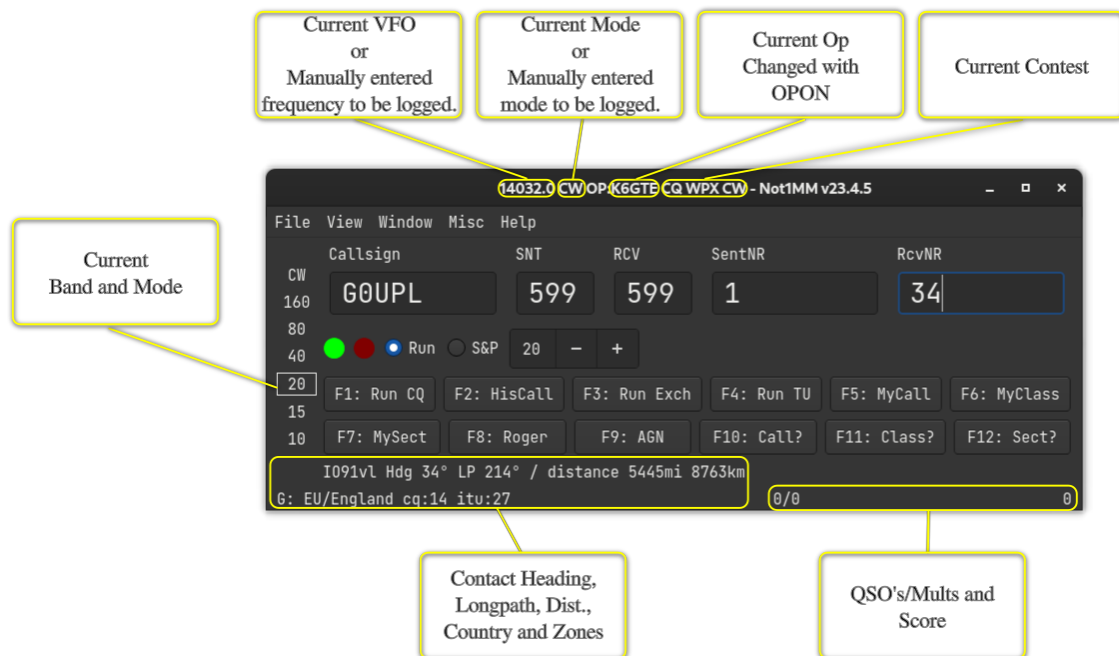 Current VFO
or
Manually entered
frequency to be logged.
Current Mode
or
Manually entered
mode to be logged.
Current Op
Changed with
OPON
Current Contest
14032.0 CW OP:K6GTE CQ WPX CW - Not1MM v23.4.5
File View Window Misc Help
Current
Band and Mode
Callsign SNT RCV SentNR RcvNR
CW
160
G0UPL 599 599 1 34
80
40
Run S&P 20 − +
20
F1: Run CQ F2: HisCall F3: Run Exch F4: Run TU F5: MyCall F6: MyClass
15
10
F7: MySect F8: Roger F9: AGN F10: Call? F11: Class? F12: Sect?
IO91vl Hdg 34° LP 214° / distance 5445mi 8763km
G: EU/England cq:14 itu:27 0/0 0
Contact Heading,
Longpath, Dist.,
Country and Zones
QSO's/Mults and
Score